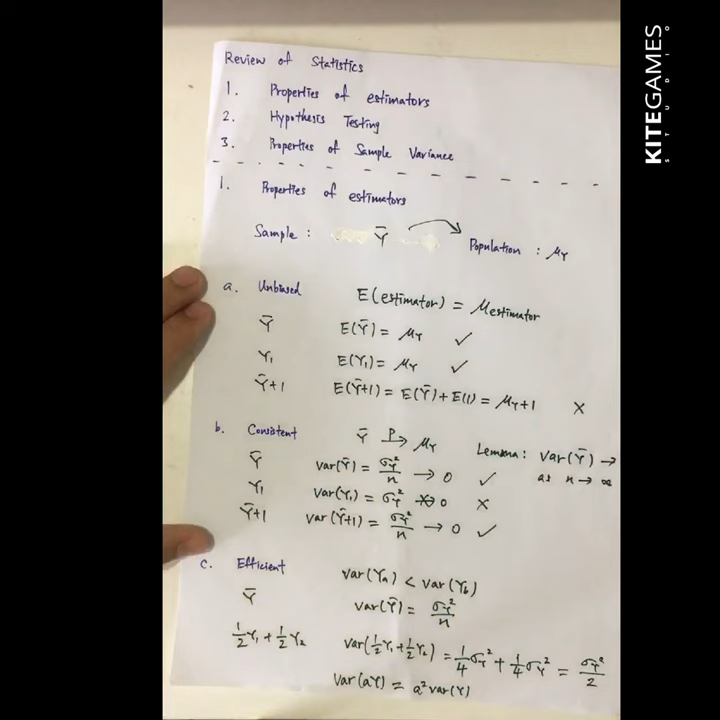 Review of Statistics
1. Properties of estimators
2. Hypothesis Testing
3. Properties of Sample Variance
1. Properties of estimators
Sample : Ȳ Population : μY
a. Unbiased E(estimator) = μestimator
Ȳ E(Ȳ) = μY ✓
Y₁ E(Y₁) = μY ✓
Ȳ+1 E(Ȳ+1) = E(Ȳ) + E(1) = μY+1 ×
b. Consistent Ȳ →ᴾ μY Lemma : var(Ȳ) →
as n → ∞
Ȳ var(Ȳ) = σY²/n → 0 ✓
Y₁ var(Y₁) = σY² ↛ 0 ×
Ȳ+1 var(Ȳ+1) = σY²/n → 0 ✓
c. Efficient var(Ya) < var(Yb)
Ȳ var(Ȳ) = σY²/n
½Y₁ + ½Y₂ var(½Y₁ + ½Y₂) = ¼σY² + ¼σY² = σY²/2
var(aY) = a² var(Y)
KITEGAMES
STUDIO